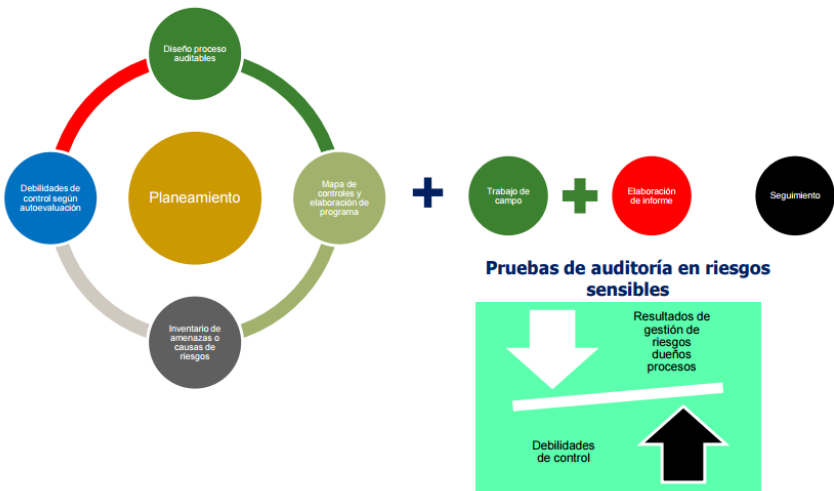 Diseño proceso
auditables
Debilidades de
control según
autoevaluación
Planeamiento
Mapa de
controles y
elaboración de
programa
Inventario de
amenazas o
causas de
riesgos
Trabajo de
campo
Elaboración
de informe
Seguimiento
Pruebas de auditoría en riesgos
sensibles
Resultados de
gestión de
riesgos
dueños
procesos
Debilidades
de control